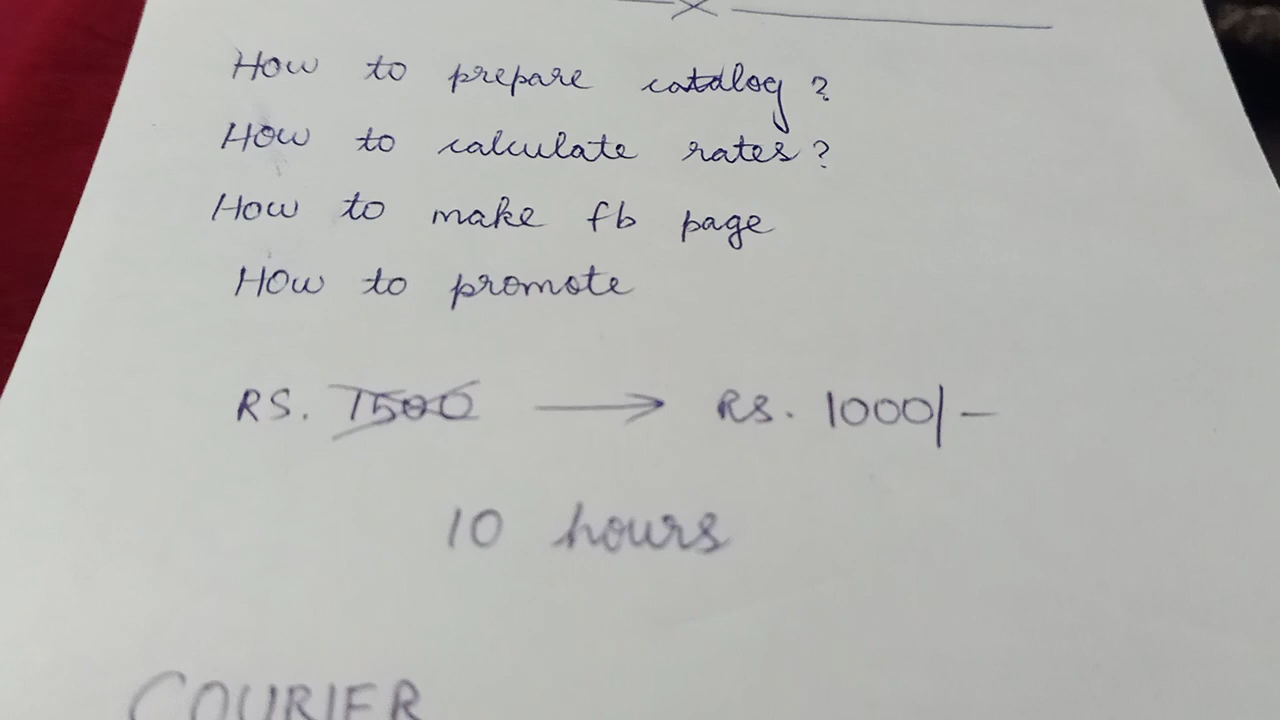 How to prepare catalog?
How to calculate rates?
How to make fb page
How to promote
RS. 1500 → RS. 1000/-
10 hours
COURIER